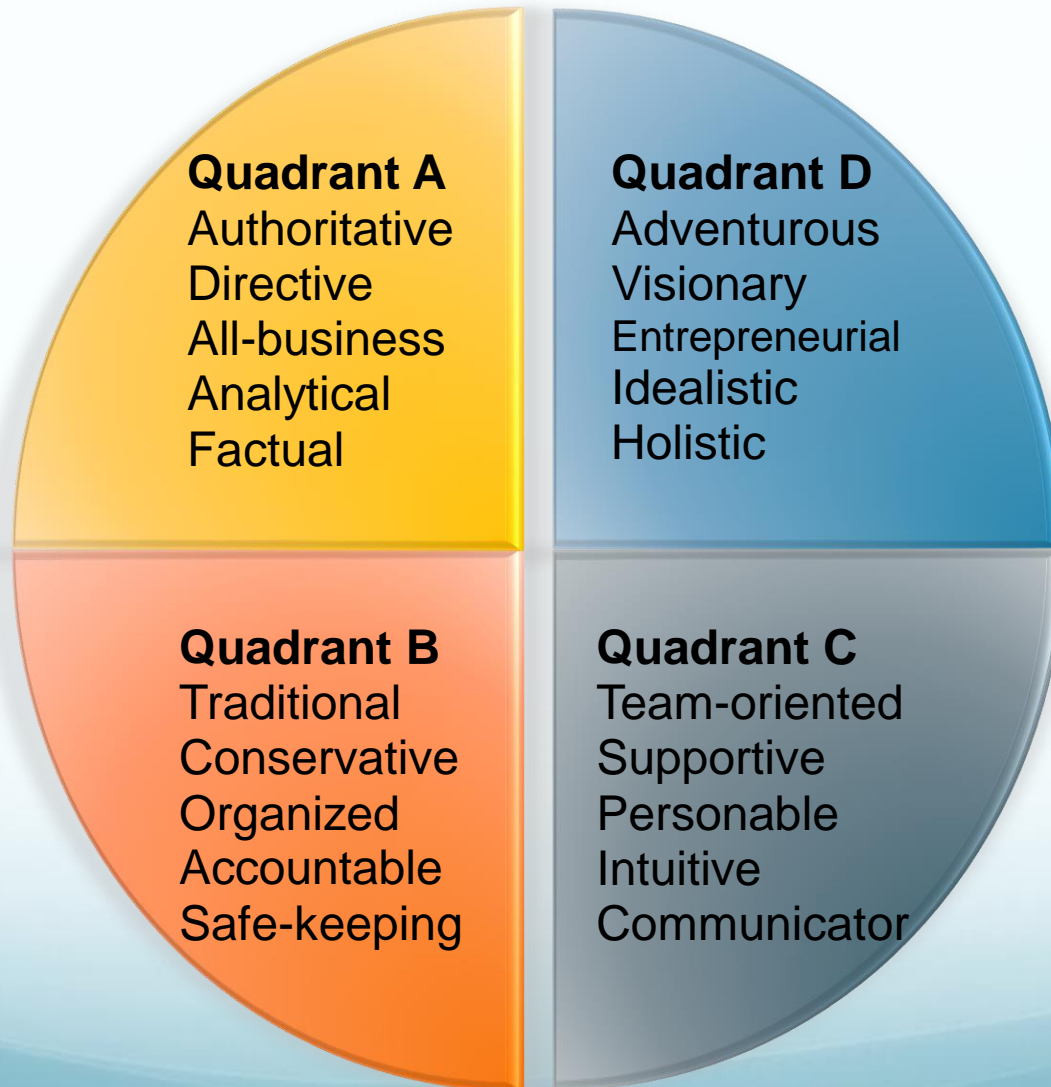 Quadrant A
Authoritative
Directive
All-business
Analytical
Factual
Quadrant D
Adventurous
Visionary
Entrepreneurial
Idealistic
Holistic
Quadrant B
Traditional
Conservative
Organized
Accountable
Safe-keeping
Quadrant C
Team-oriented
Supportive
Personable
Intuitive
Communicator